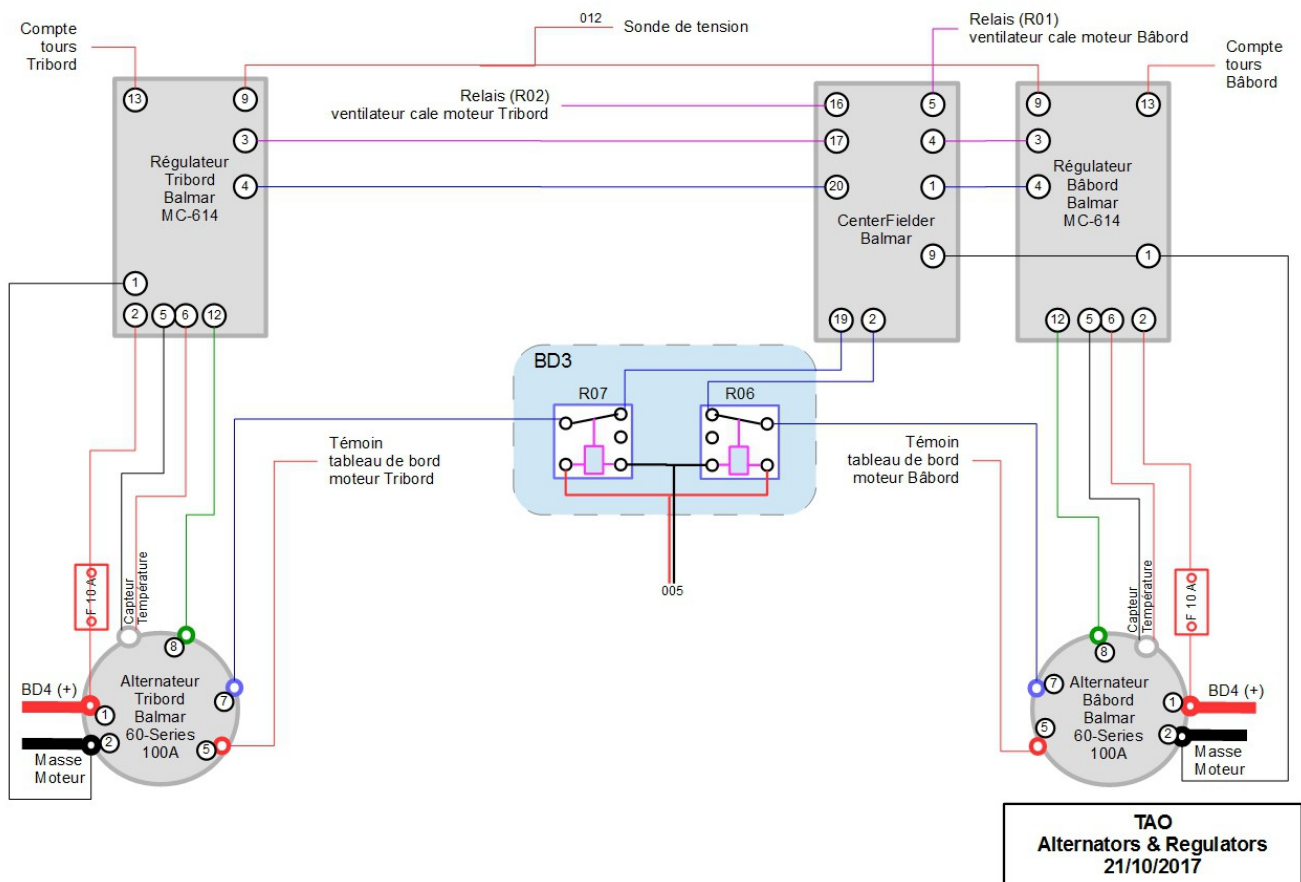 Compte
tours
Tribord
012
Sonde de tension
Relais (R01)
ventilateur cale moteur Bâbord
Compte
tours
Bâbord
13
9
Relais (R02)
ventilateur cale moteur Tribord
16
5
9
13
3
17
4
3
Régulateur
Tribord
Balmar
MC-614
4
20
1
4
Régulateur
Bâbord
Balmar
MC-614
CenterFielder
Balmar
9
1
1
2
5
6
12
19
2
12
5
6
2
BD3
R07
R06
Témoin
tableau de bord
moteur Tribord
Témoin
tableau de bord
moteur Bâbord
005
F 10 A
Capteur
Température
Capteur
Température
F 10 A
8
Alternateur
Tribord
Balmar
60-Series
100A
7
5
1
2
BD4 (+)
Masse
Moteur
8
7
5
Alternateur
Bâbord
Balmar
60-Series
100A
1
2
BD4 (+)
Masse
Moteur
TAO
Alternators & Regulators
21/10/2017